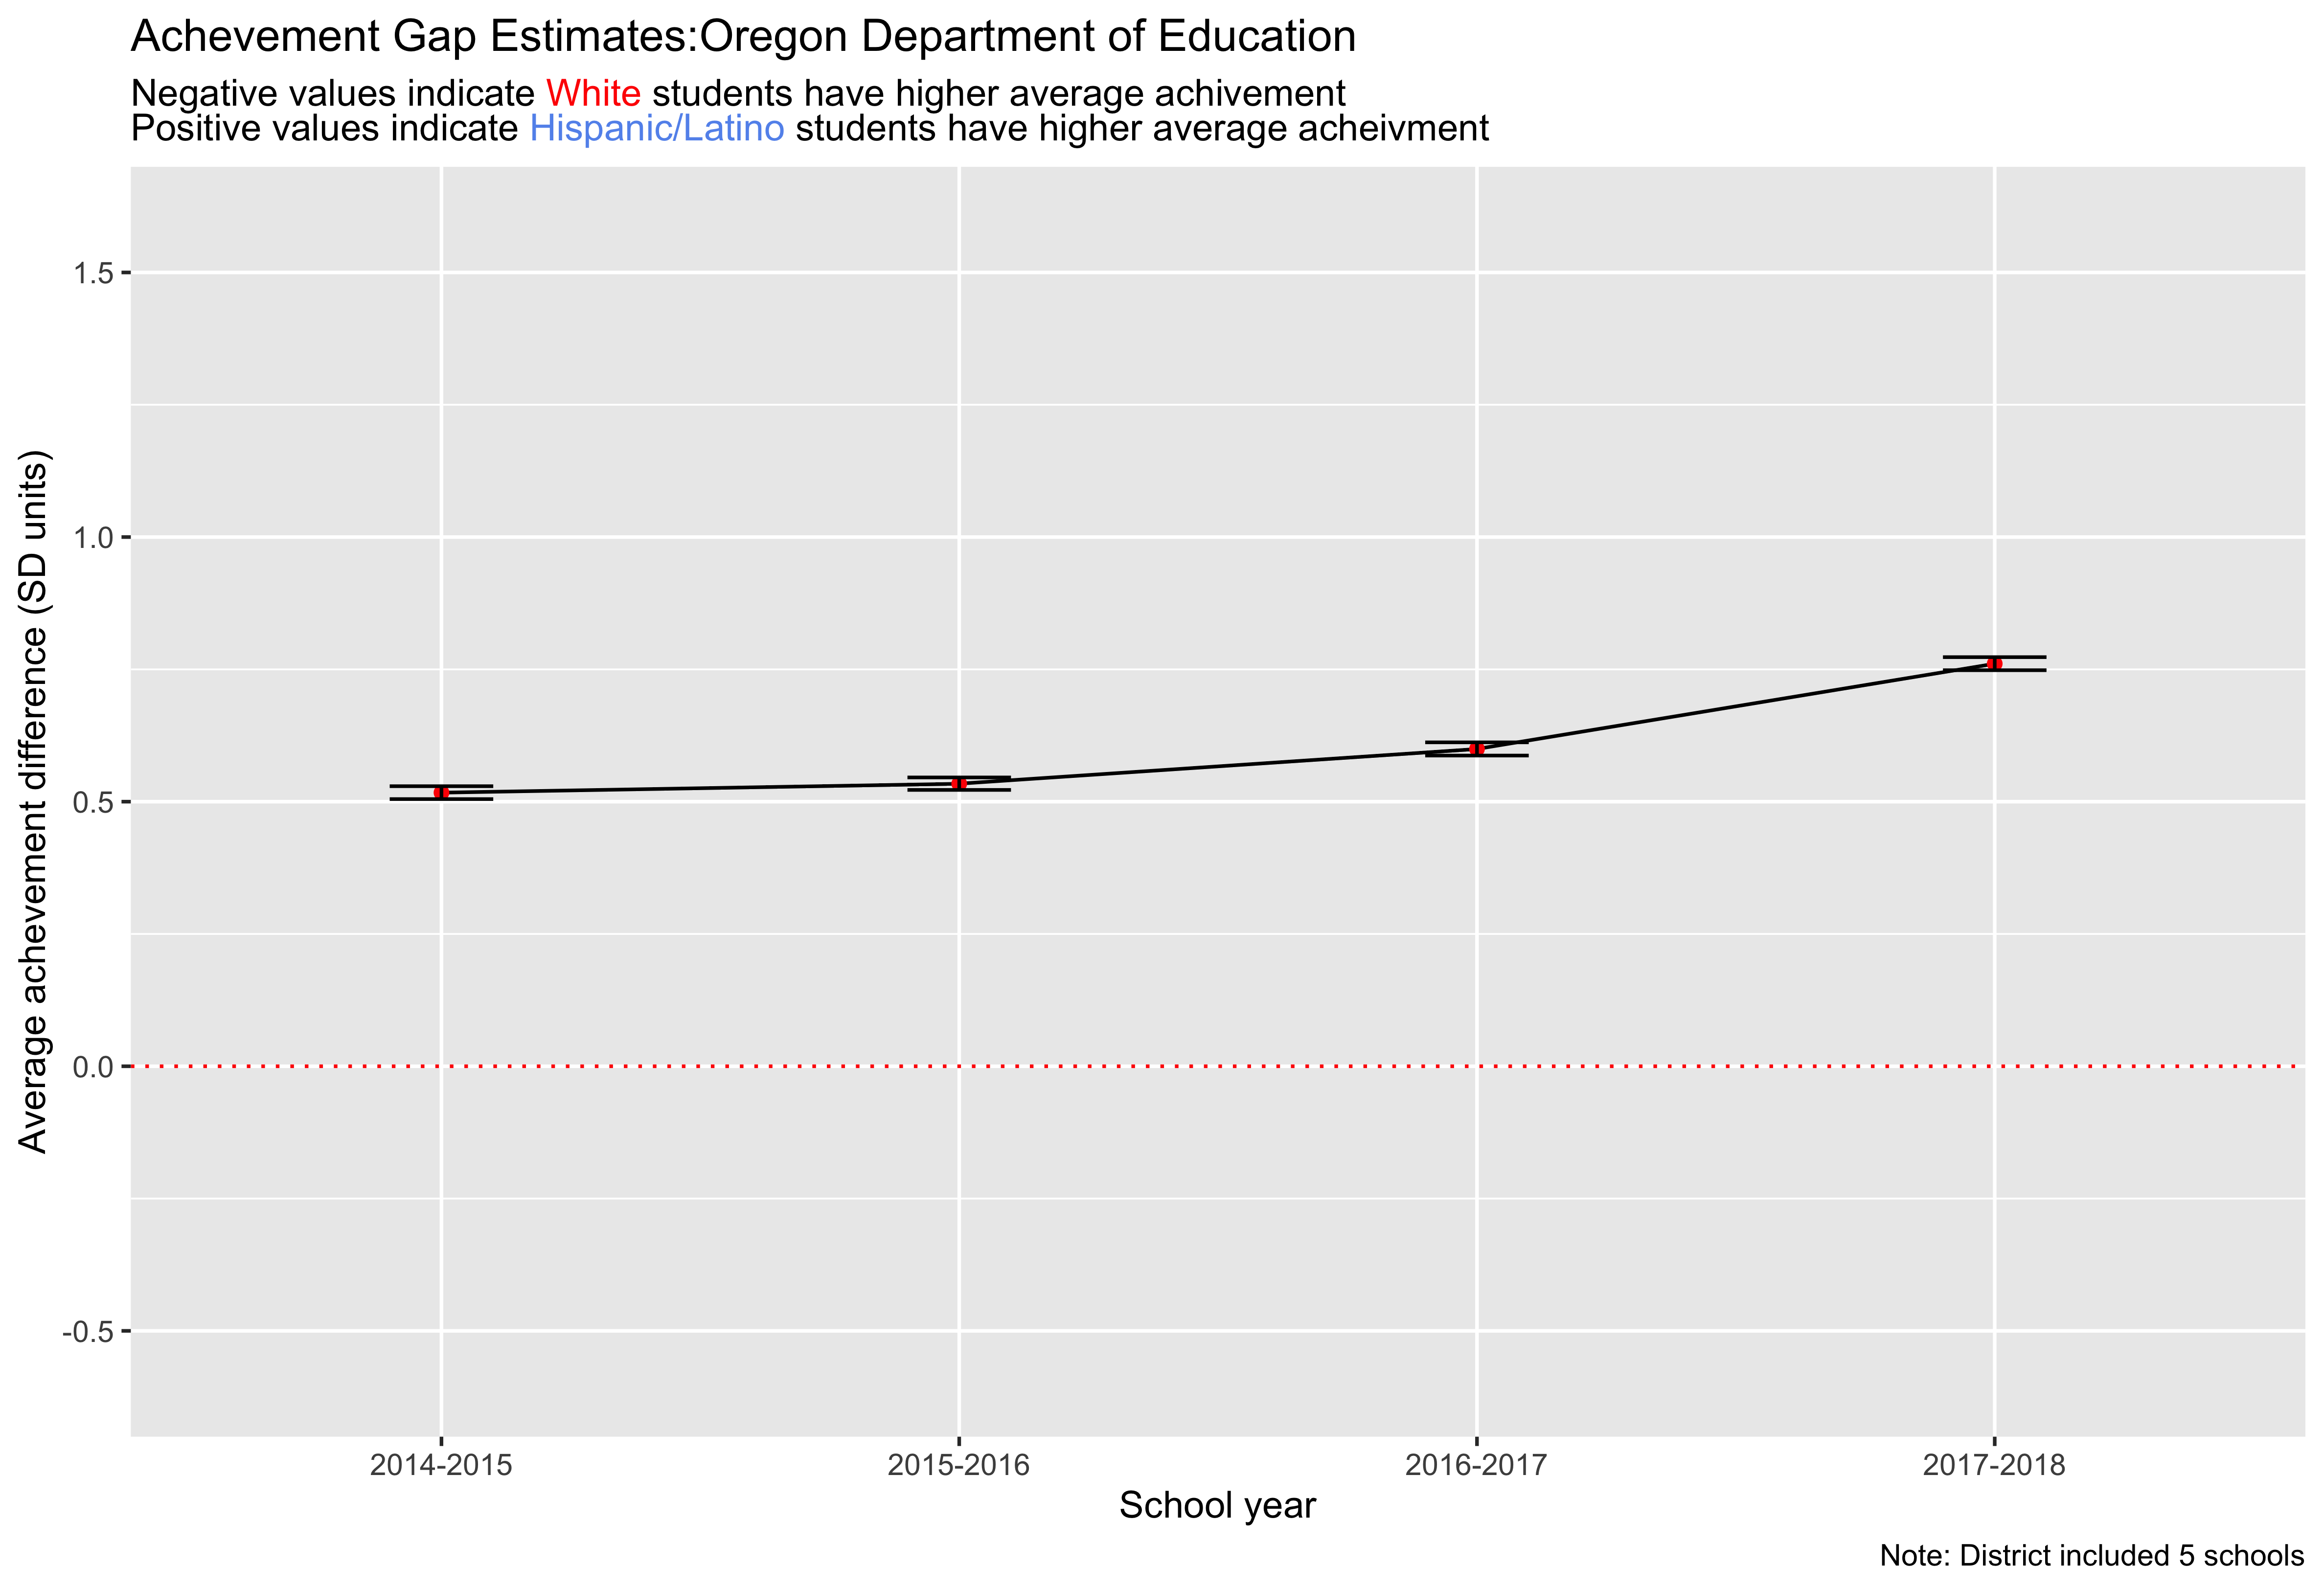 Achevement Gap Estimates:Oregon Department of Education
Negative values indicate White students have higher average achivement
Positive values indicate Hispanic/Latino students have higher average acheivment
Average achevement difference (SD units)
1.5
1.0
0.5
0.0
-0.5
2014-2015 2015-2016 2016-2017 2017-2018
School year
Note: District included 5 schools